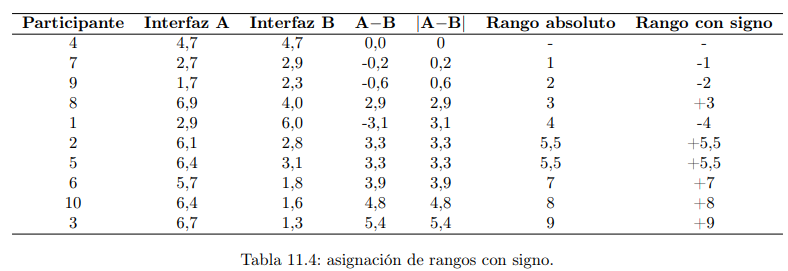 Participante Interfaz A Interfaz B A−B |A−B| Rango absoluto Rango con signo
4 4,7 4,7 0,0 0 - -
7 2,7 2,9 -0,2 0,2 1 -1
9 1,7 2,3 -0,6 0,6 2 -2
8 6,9 4,0 2,9 2,9 3 +3
1 2,9 6,0 -3,1 3,1 4 -4
2 6,1 2,8 3,3 3,3 5,5 +5,5
5 6,4 3,1 3,3 3,3 5,5 +5,5
6 5,7 1,8 3,9 3,9 7 +7
10 6,4 1,6 4,8 4,8 8 +8
3 6,7 1,3 5,4 5,4 9 +9
Tabla 11.4: asignación de rangos con signo.